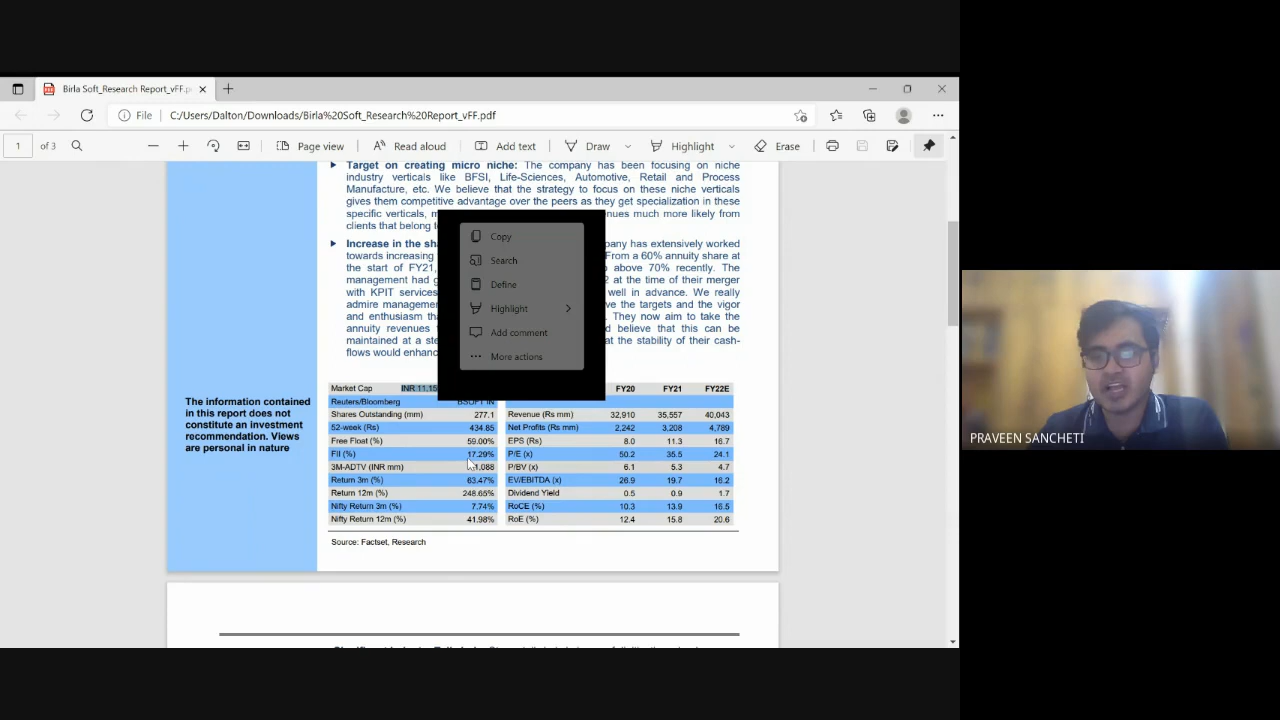 Birla Soft_Research Report_vFF.p
File C:/Users/Dalton/Downloads/Birla%20Soft_Research%20Report_vFF.pdf
1 of 3 Page view Read aloud Add text Draw Highlight Erase
Target on creating micro niche: The company has been focusing on niche
industry verticals like BFSI, Life-Sciences, Automotive, Retail and Process
Manufacture, etc. We believe that the strategy to focus on these niche verticals
gives them competitive advantage over the peers as they get specialization in these
specific verticals, enues much more likely from
clients that belong
Increase in the sha pany has extensively worked
towards increasing From a 60% annuity share at
the start of FY21, above 70% recently. The
management had 2 at the time of their merger
with KPIT services well in advance. We really
admire managemen ve the targets and the vigor
and enthusiasm . They now aim to take the
annuity revenues d believe that this can be
maintained at a ste at the stability of their cash-
flows would enhanc
Copy
Search
Define
Highlight
Add comment
More actions
The information contained
in this report does not
constitute an investment
recommendation. Views
are personal in nature
Market Cap INR 11.15 FY20 FY21 FY22E
Reuters/Bloomberg BSOFT IN
Shares Outstanding (mm) 277.1 Revenue (Rs mm) 32,910 35,557 40,043
52-week (Rs) 434.85 Net Profits (Rs mm) 2,242 3,208 4,789
Free Float (%) 59.00% EPS (Rs) 8.0 11.3 16.7
FII (%) 17.29% P/E (x) 50.2 35.5 24.1
3M-ADTV (INR mm) 1,088 P/BV (x) 6.1 5.3 4.7
Return 3m (%) 63.47% EV/EBITDA (x) 26.9 19.7 16.2
Return 12m (%) 248.65% Dividend Yield 0.5 0.9 1.7
Nifty Return 3m (%) 7.74% RoCE (%) 10.3 13.9 16.5
Nifty Return 12m (%) 41.98% RoE (%) 12.4 15.8 20.6
Source: Factset, Research
PRAVEEN SANCHETI